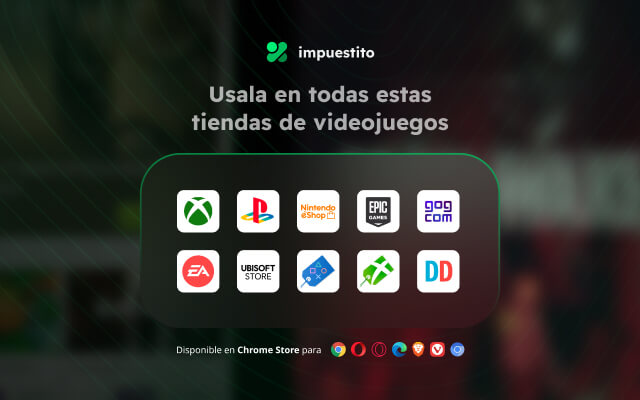 impuestito
Usala en todas estas
tiendas de videojuegos
Nintendo
eShop
EPIC
GAMES
gog
com
EA
UBISOFT
STORE
DD
Disponible en Chrome Store para